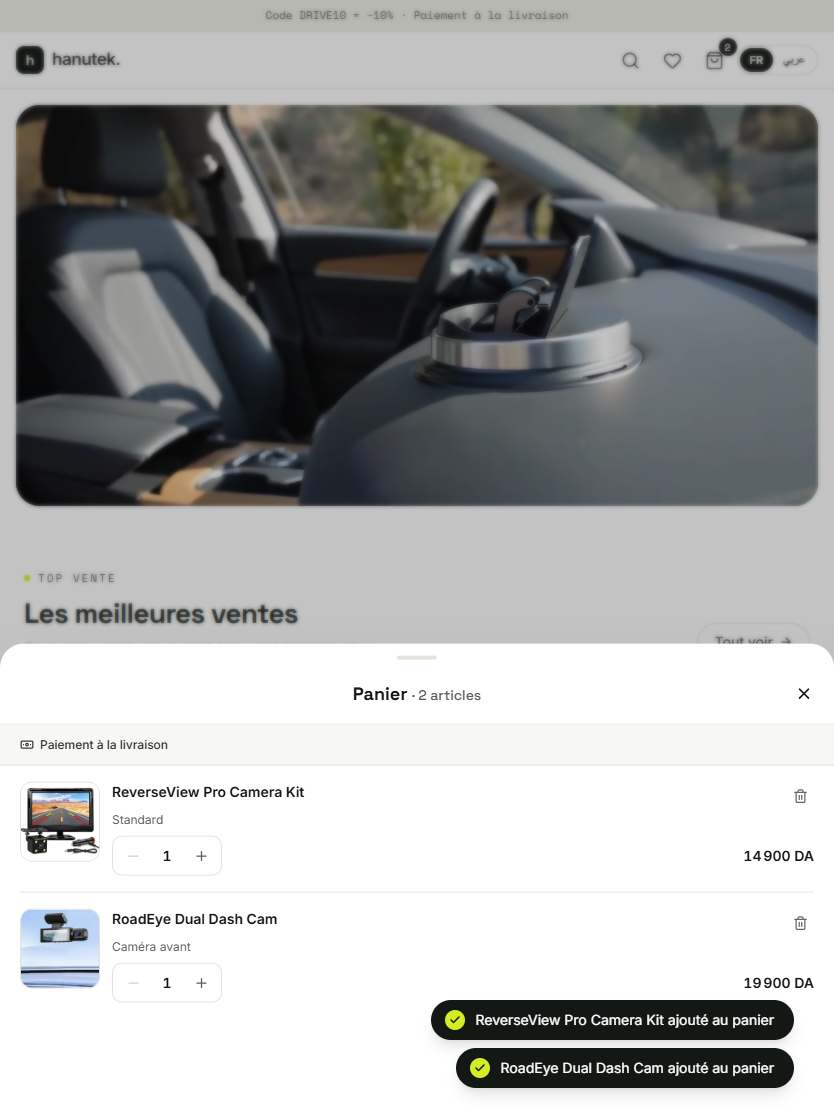 Code DRIVE10 = -10% · Paiement à la livraison
h hanutek.
2
FR عربي
TOP VENTE
Les meilleures ventes
Tout voir →
Panier · 2 articles
Paiement à la livraison
ReverseView Pro Camera Kit
Standard
1
14 900 DA
RoadEye Dual Dash Cam
Caméra avant
1
19 900 DA
ReverseView Pro Camera Kit ajouté au panier
RoadEye Dual Dash Cam ajouté au panier